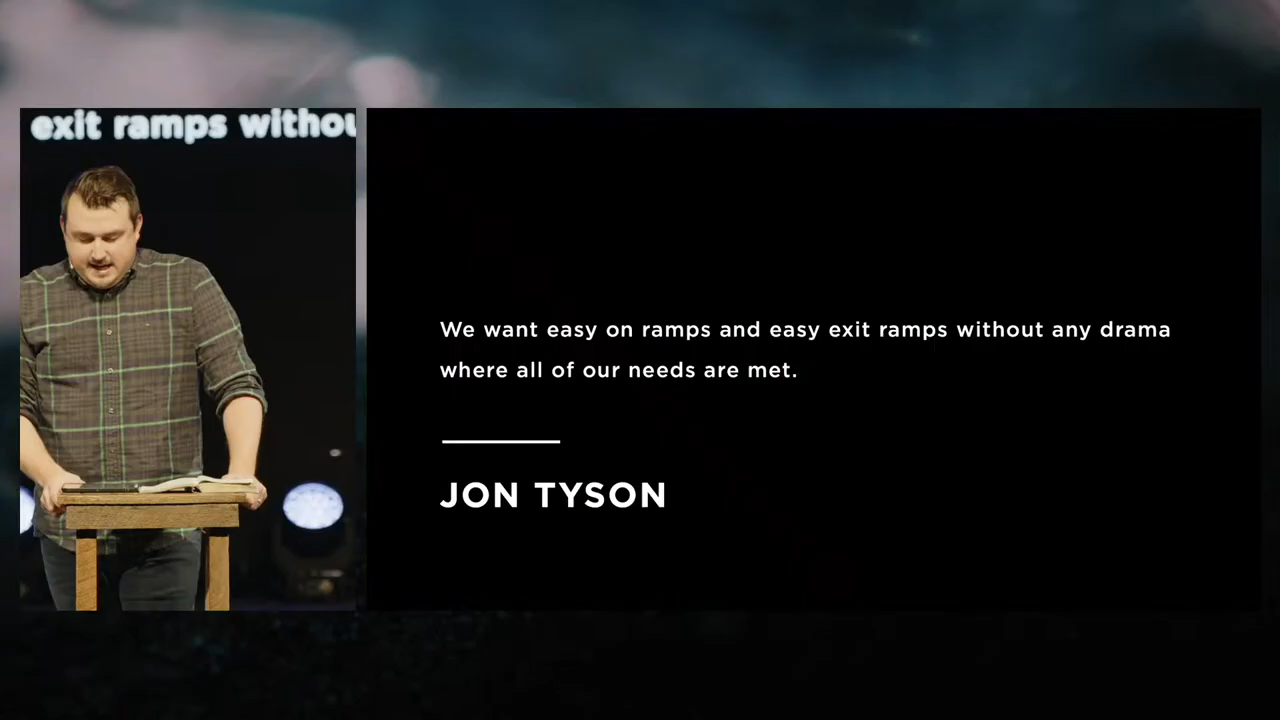 exit ramps withou
We want easy on ramps and easy exit ramps without any drama
where all of our needs are met.
JON TYSON